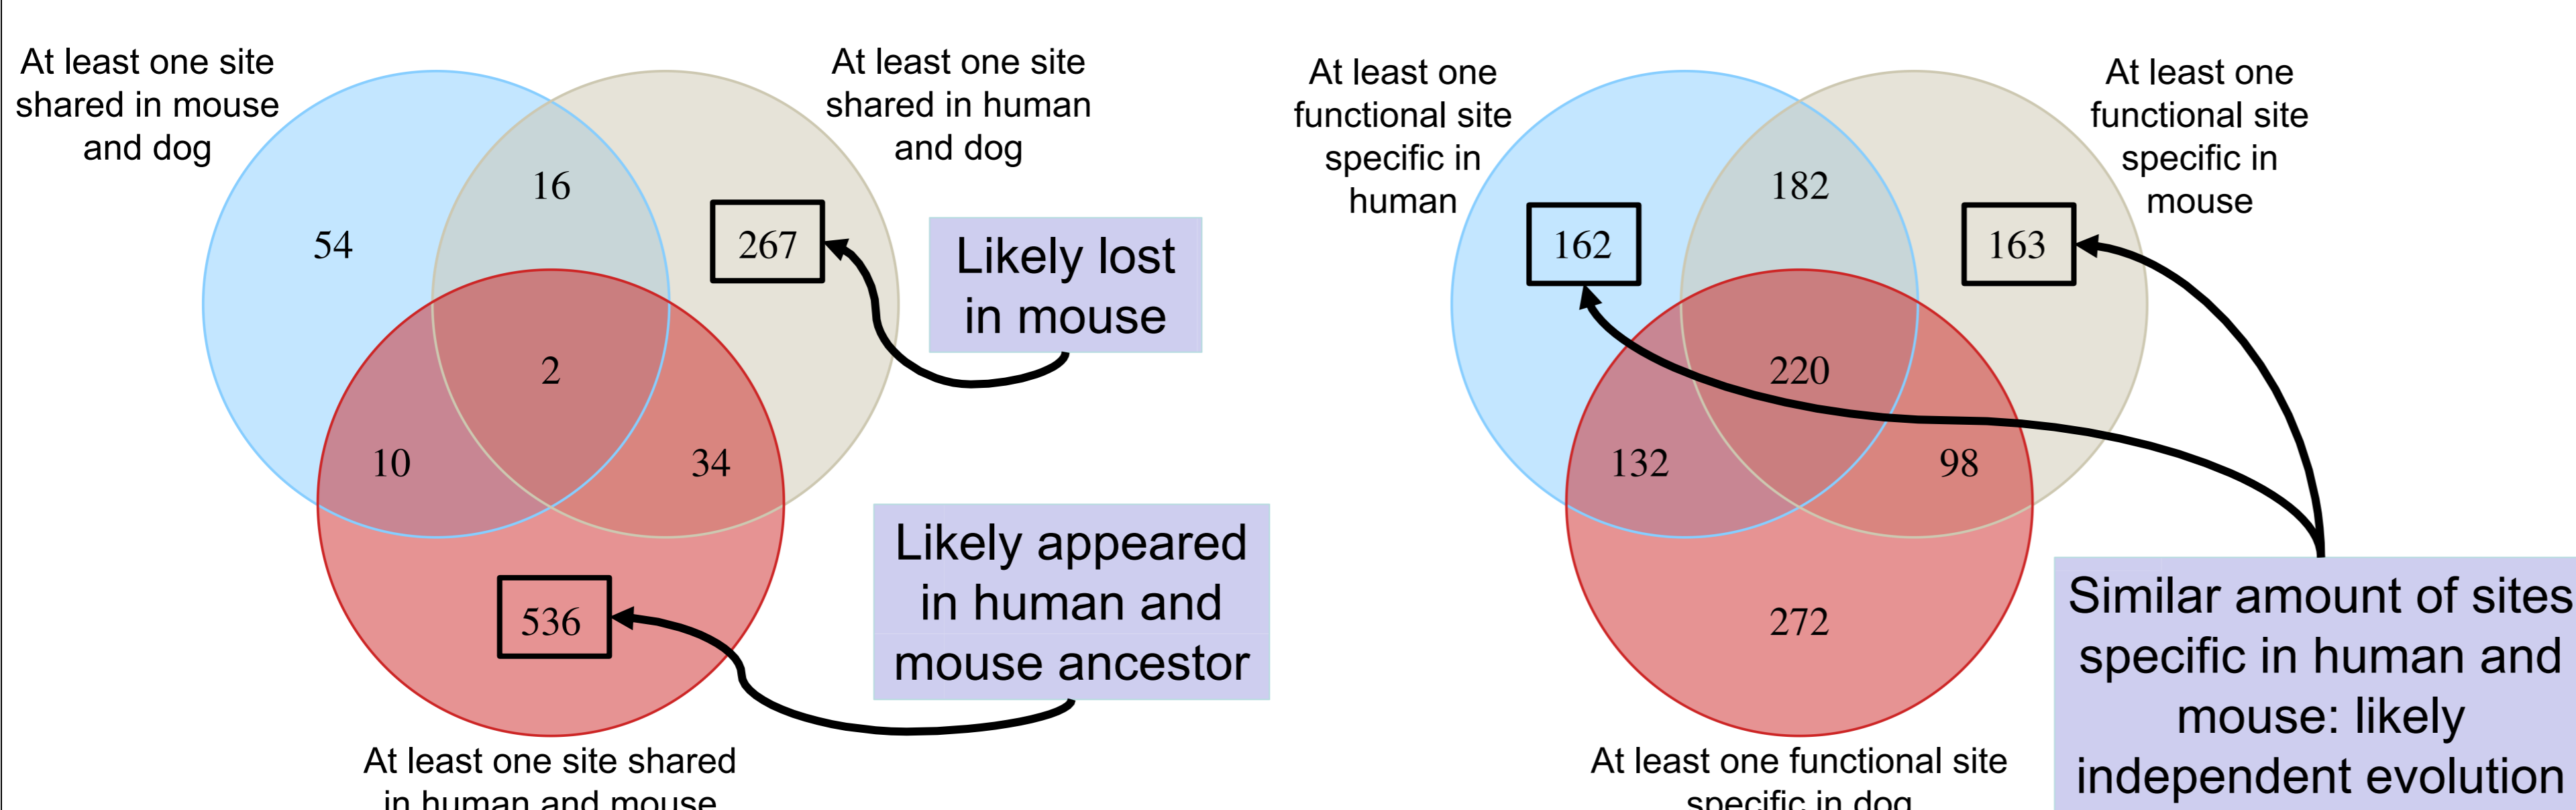 At least one site
shared in mouse
and dog
At least one site
shared in human
and dog
16
54
267
Likely lost
in mouse
2
10
34
Likely appeared
in human and
mouse ancestor
536
At least one site shared
in human and mouse
At least one
functional site
specific in
human
At least one
functional site
specific in
mouse
182
162
163
220
132
98
272
Similar amount of sites
specific in human and
mouse: likely
independent evolution
At least one functional site
specific in dog